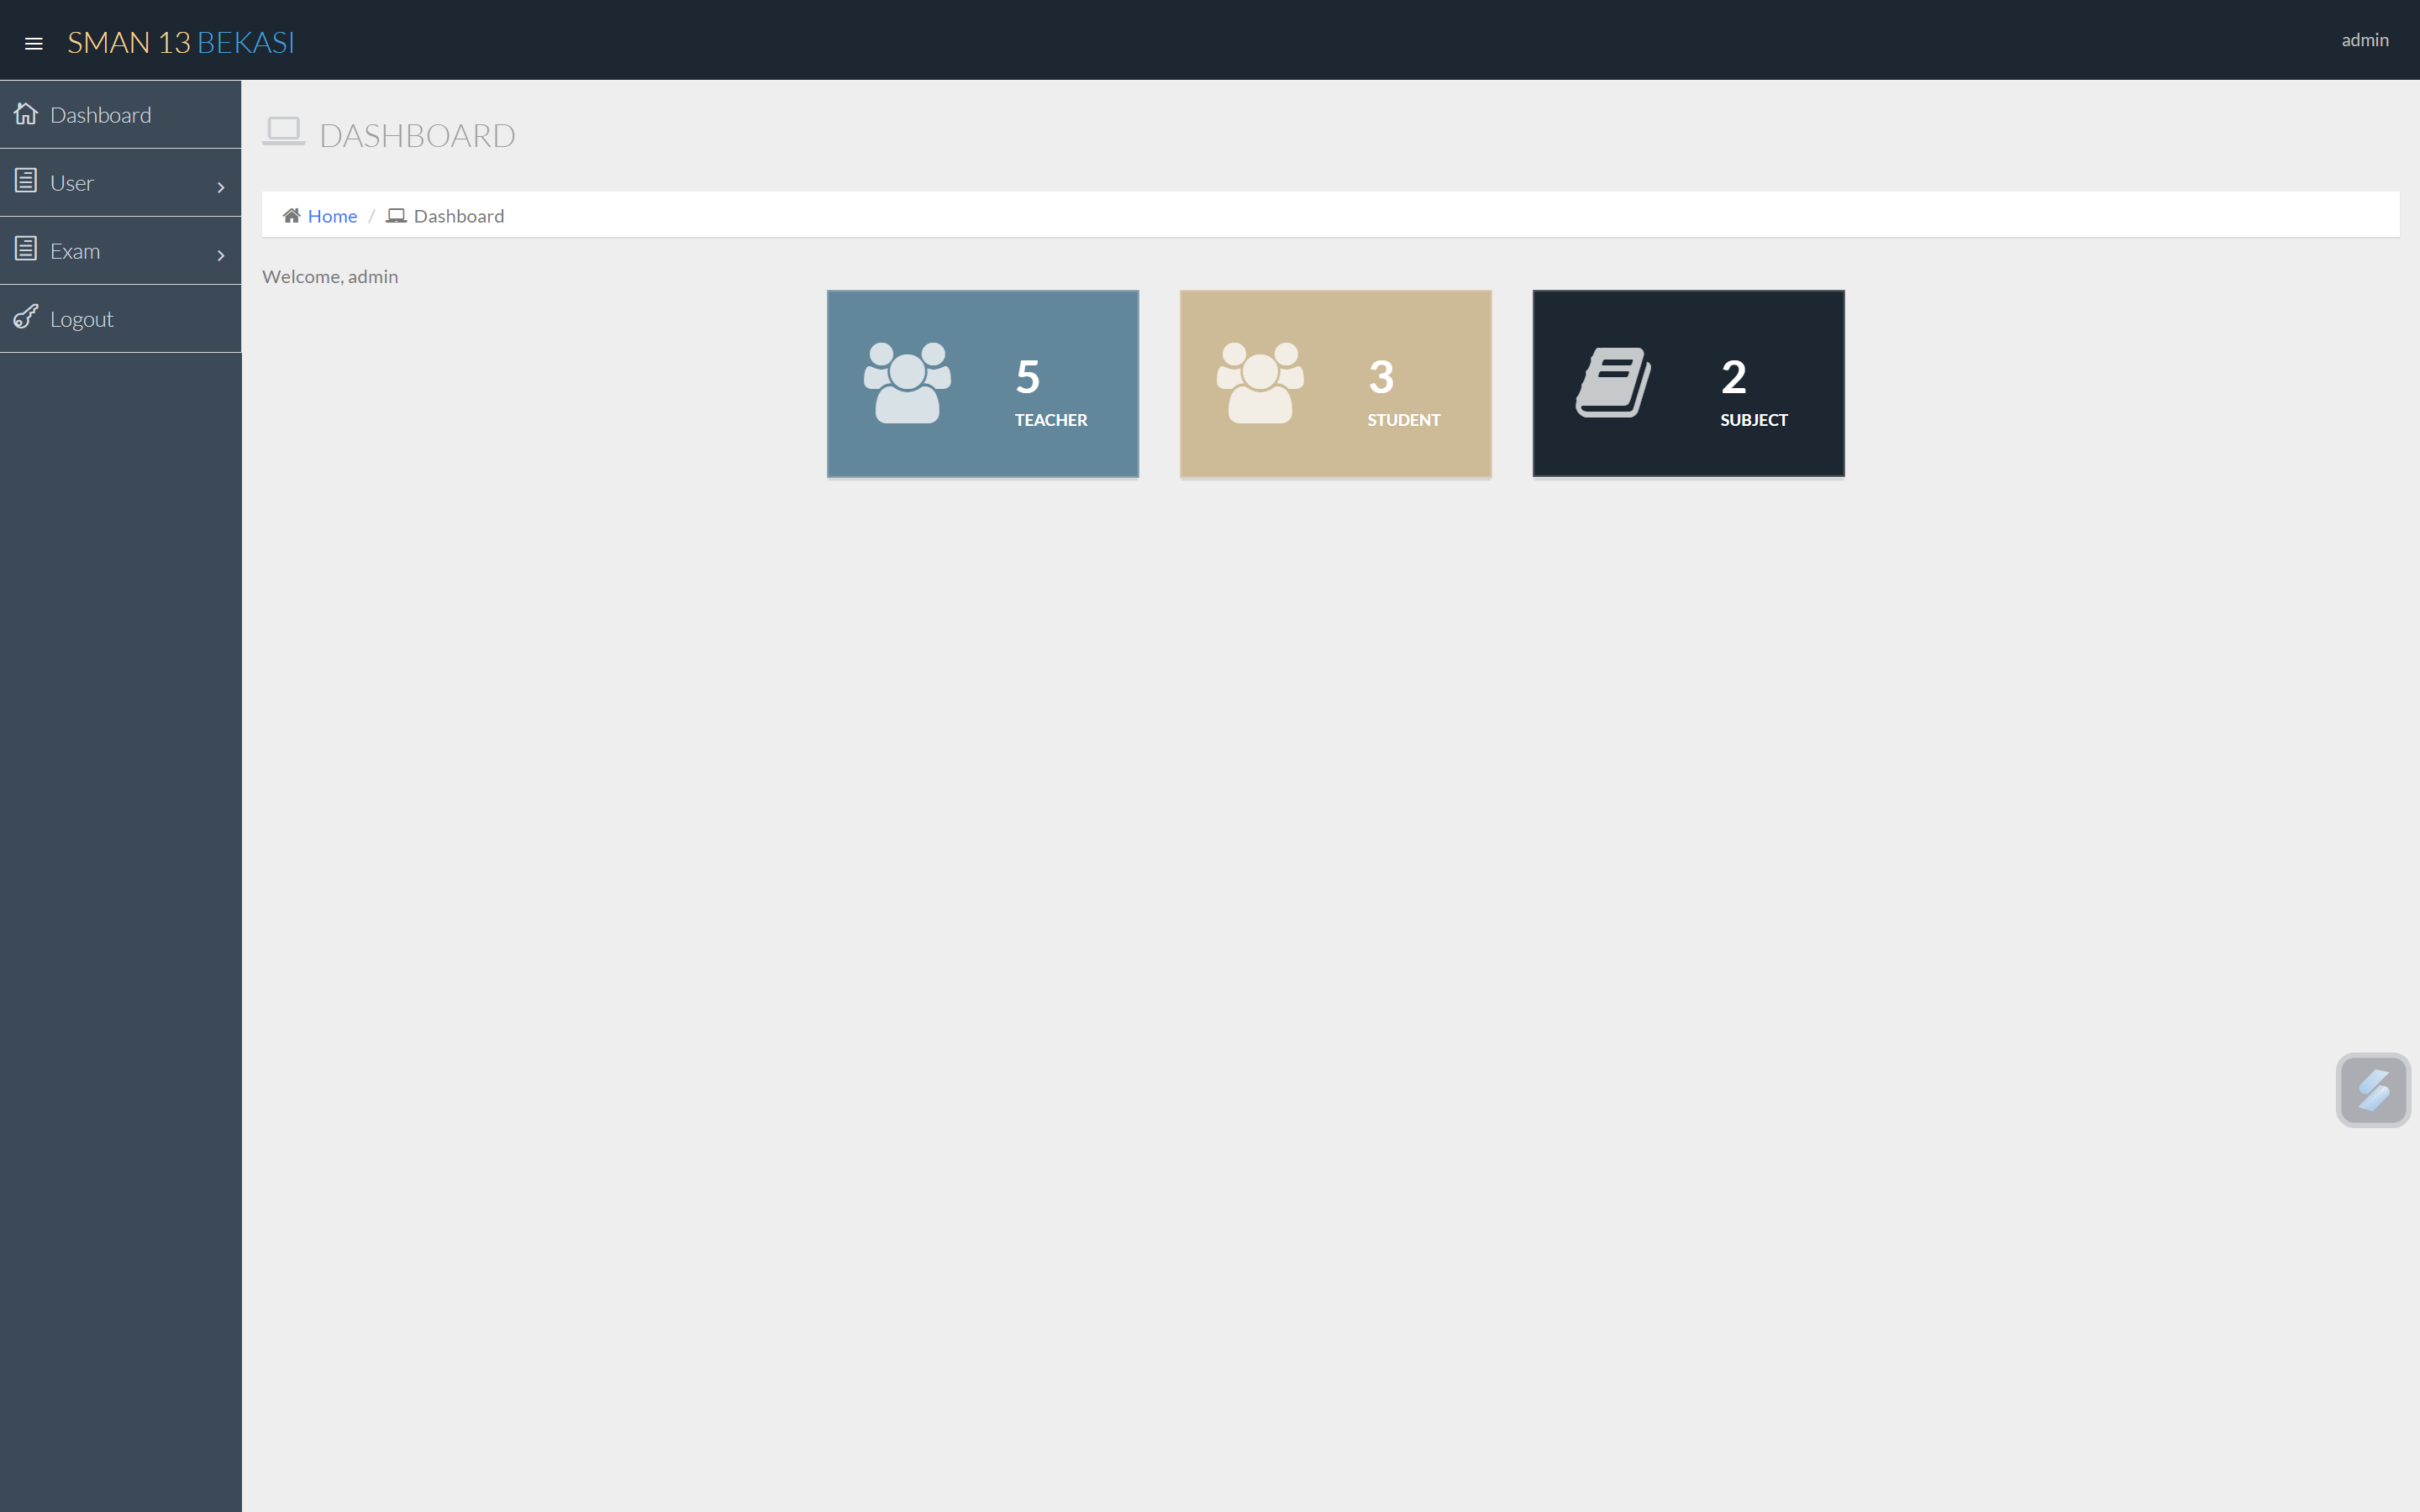 SMAN 13 BEKASI
admin
Dashboard
User
Exam
Logout
DASHBOARD
Home / Dashboard
Welcome, admin
5
TEACHER
3
STUDENT
2
SUBJECT